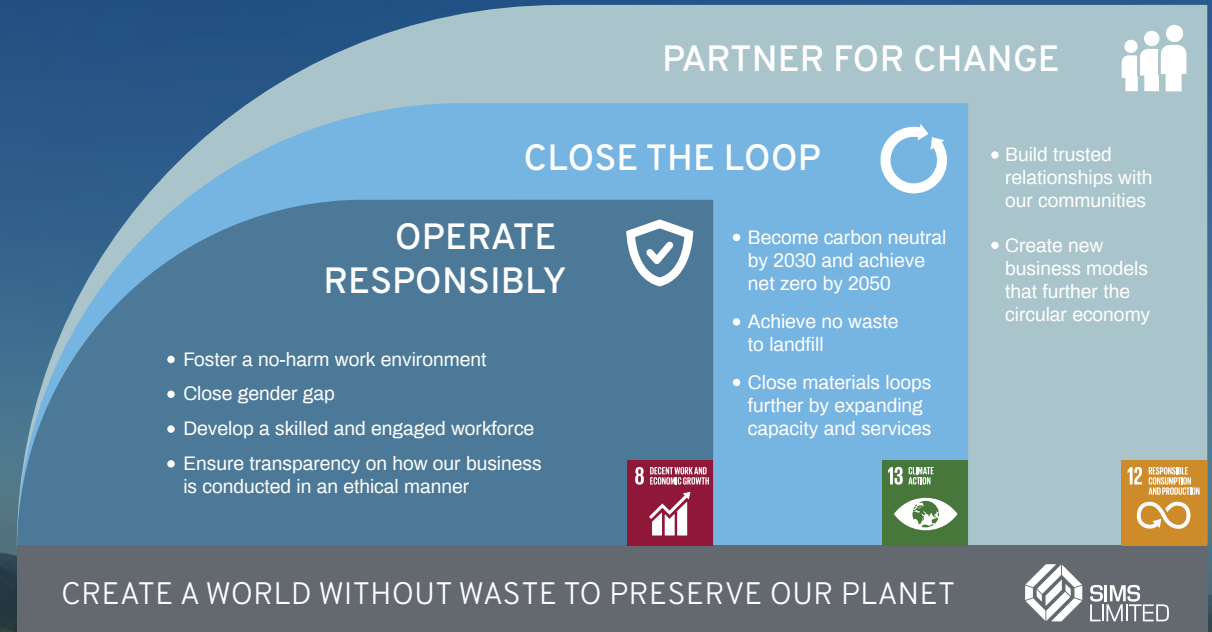 PARTNER FOR CHANGE
• Build trusted
relationships with
our communities
• Create new
business models
that further the
circular economy
CLOSE THE LOOP
• Become carbon neutral
by 2030 and achieve
net zero by 2050
• Achieve no waste
to landfill
• Close materials loops
further by expanding
capacity and services
OPERATE
RESPONSIBLY
• Foster a no-harm work environment
• Close gender gap
• Develop a skilled and engaged workforce
• Ensure transparency on how our business
is conducted in an ethical manner
8 DECENT WORK AND
ECONOMIC GROWTH
13 CLIMATE
ACTION
12 RESPONSIBLE
CONSUMPTION
AND PRODUCTION
CREATE A WORLD WITHOUT WASTE TO PRESERVE OUR PLANET
SIMS
LIMITED